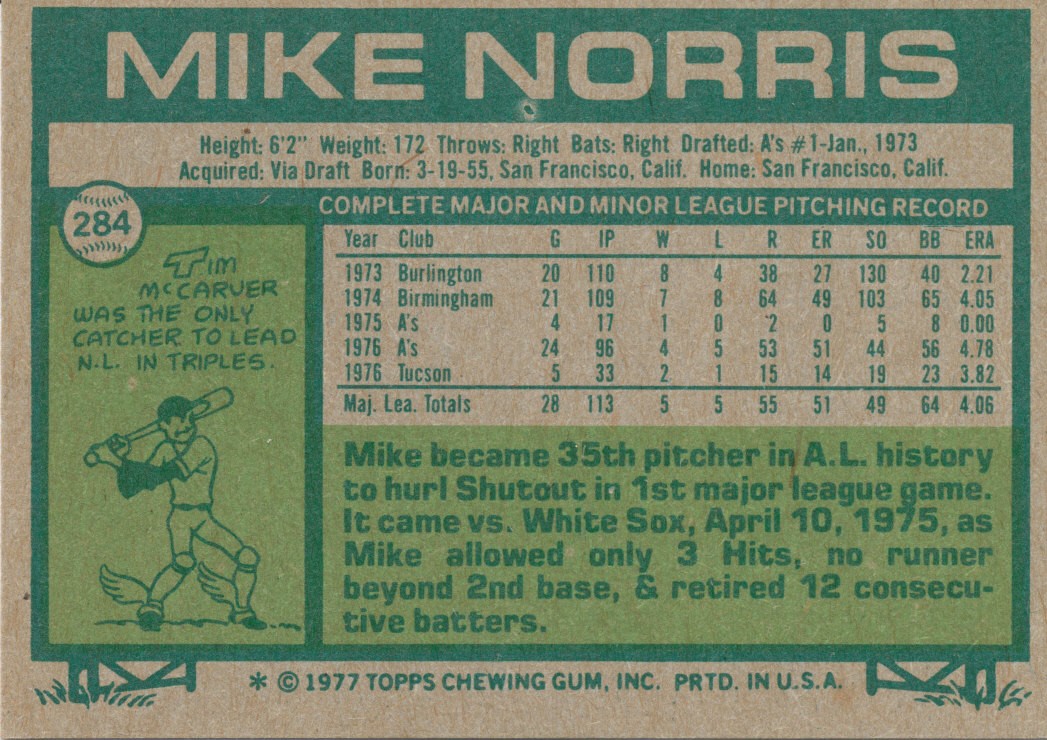 MIKE NORRIS
Height: 6'2" Weight: 172 Throws: Right Bats: Right Drafted: A's #1-Jan., 1973
Acquired: Via Draft Born: 3-19-55, San Francisco, Calif. Home: San Francisco, Calif.
284
TIM
McCARVER
WAS THE ONLY
CATCHER TO LEAD
N.L. IN TRIPLES.
COMPLETE MAJOR AND MINOR LEAGUE PITCHING RECORD
Year Club G IP W L R ER SO BB ERA
1973 Burlington 20 110 8 4 38 27 130 40 2.21
1974 Birmingham 21 109 7 8 64 49 103 65 4.05
1975 A's 4 17 1 0 2 0 5 8 0.00
1976 A's 24 96 4 5 53 51 44 56 4.78
1976 Tucson 5 33 2 1 15 14 19 23 3.82
Maj. Lea. Totals 28 113 5 5 55 51 49 64 4.06
Mike became 35th pitcher in A.L. history
to hurl Shutout in 1st major league game.
It came vs. White Sox, April 10, 1975, as
Mike allowed only 3 Hits, no runner
beyond 2nd base, & retired 12 consecu-
tive batters.
* © 1977 TOPPS CHEWING GUM, INC. PRTD. IN U.S.A.